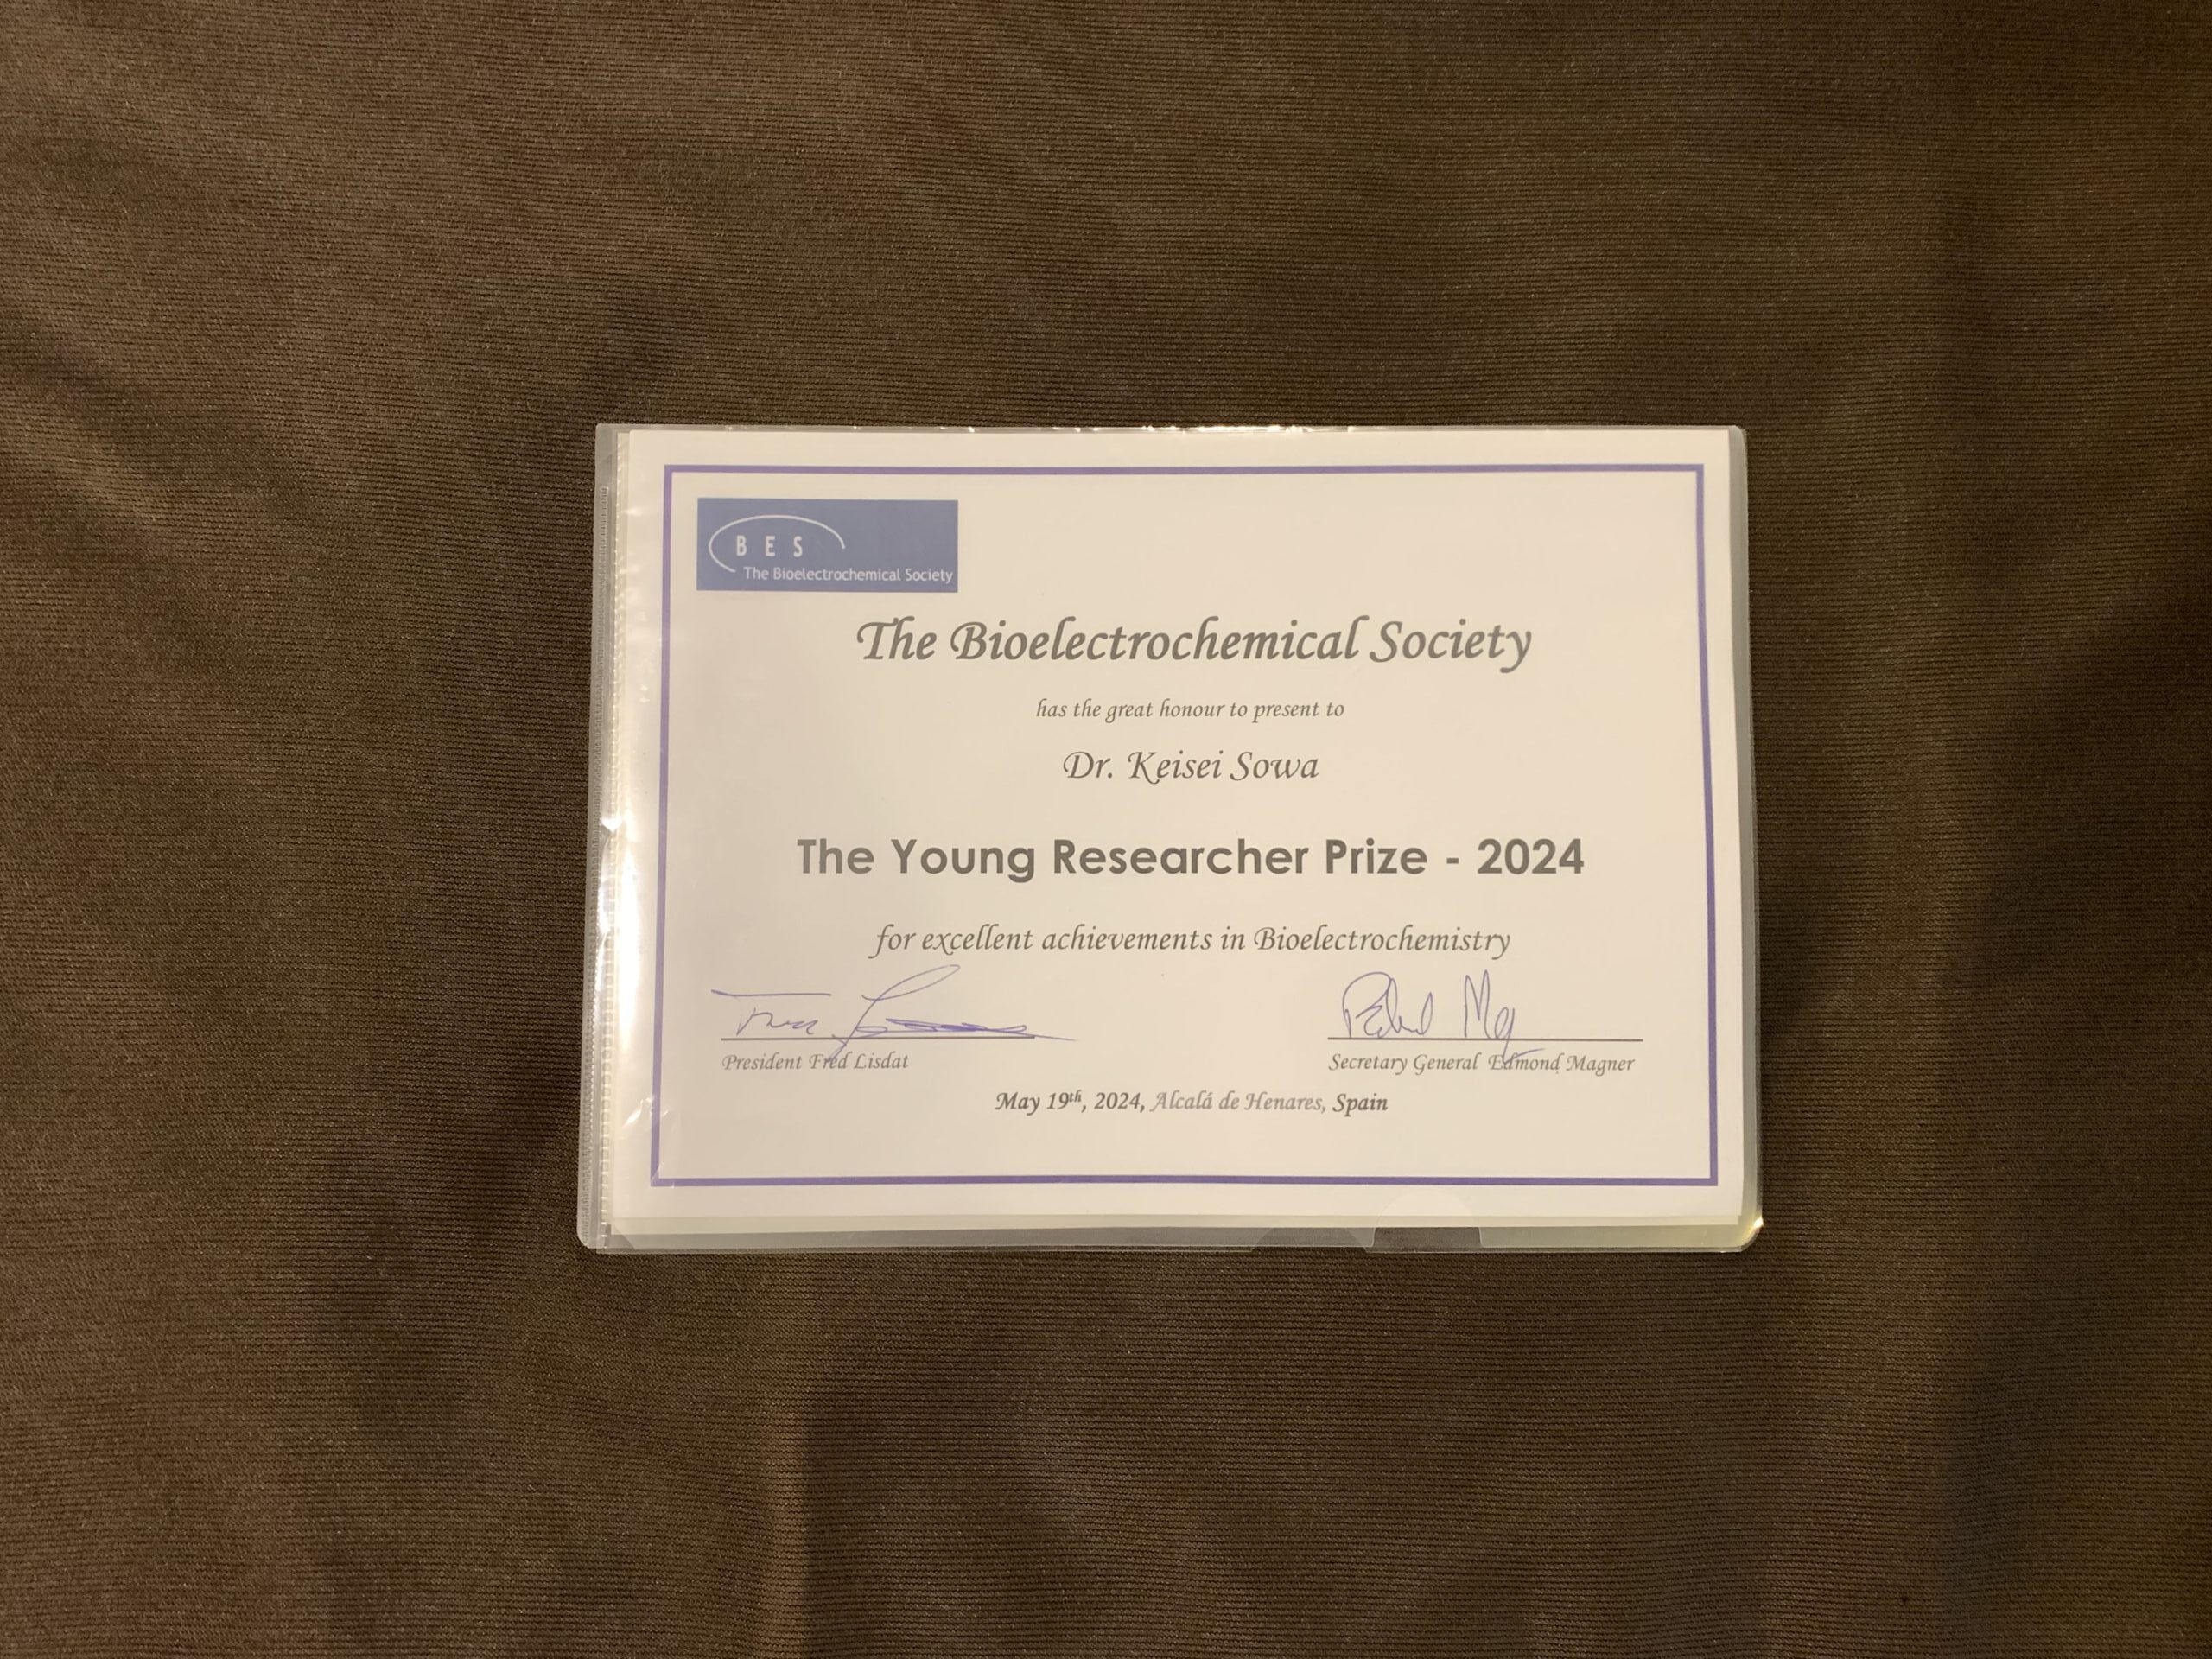 B E S
The Bioelectrochemical Society
The Bioelectrochemical Society
has the great honour to present to
Dr. Keisei Sowa
The Young Researcher Prize - 2024
for excellent achievements in Bioelectrochemistry
President Fred Lisdat
Secretary General Edmond Magner
May 19th, 2024, Alcalá de Henares, Spain